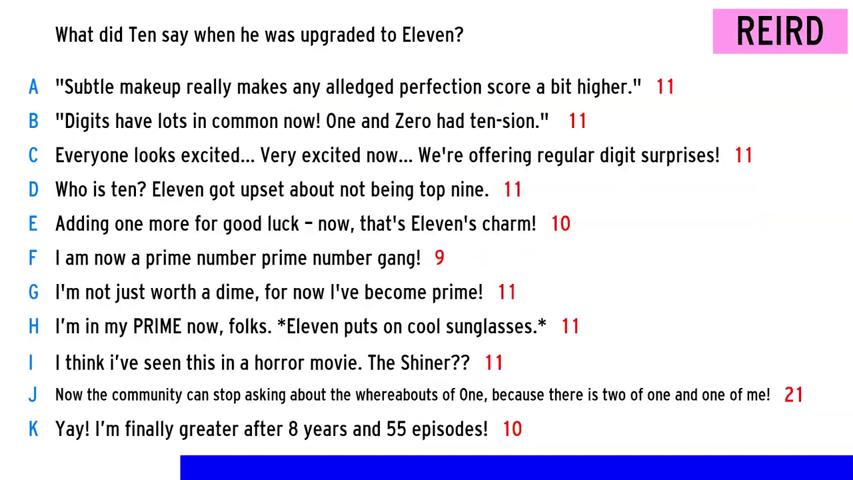 What did Ten say when he was upgraded to Eleven?
REIRD
A "Subtle makeup really makes any alledged perfection score a bit higher." 11
B "Digits have lots in common now! One and Zero had ten-sion." 11
C Everyone looks excited... Very excited now... We're offering regular digit surprises! 11
D Who is ten? Eleven got upset about not being top nine. 11
E Adding one more for good luck – now, that's Eleven's charm! 10
F I am now a prime number prime number gang! 9
G I'm not just worth a dime, for now I've become prime! 11
H I’m in my PRIME now, folks. *Eleven puts on cool sunglasses.* 11
I I think i’ve seen this in a horror movie. The Shiner?? 11
J Now the community can stop asking about the whereabouts of One, because there is two of one and one of me! 21
K Yay! I’m finally greater after 8 years and 55 episodes! 10